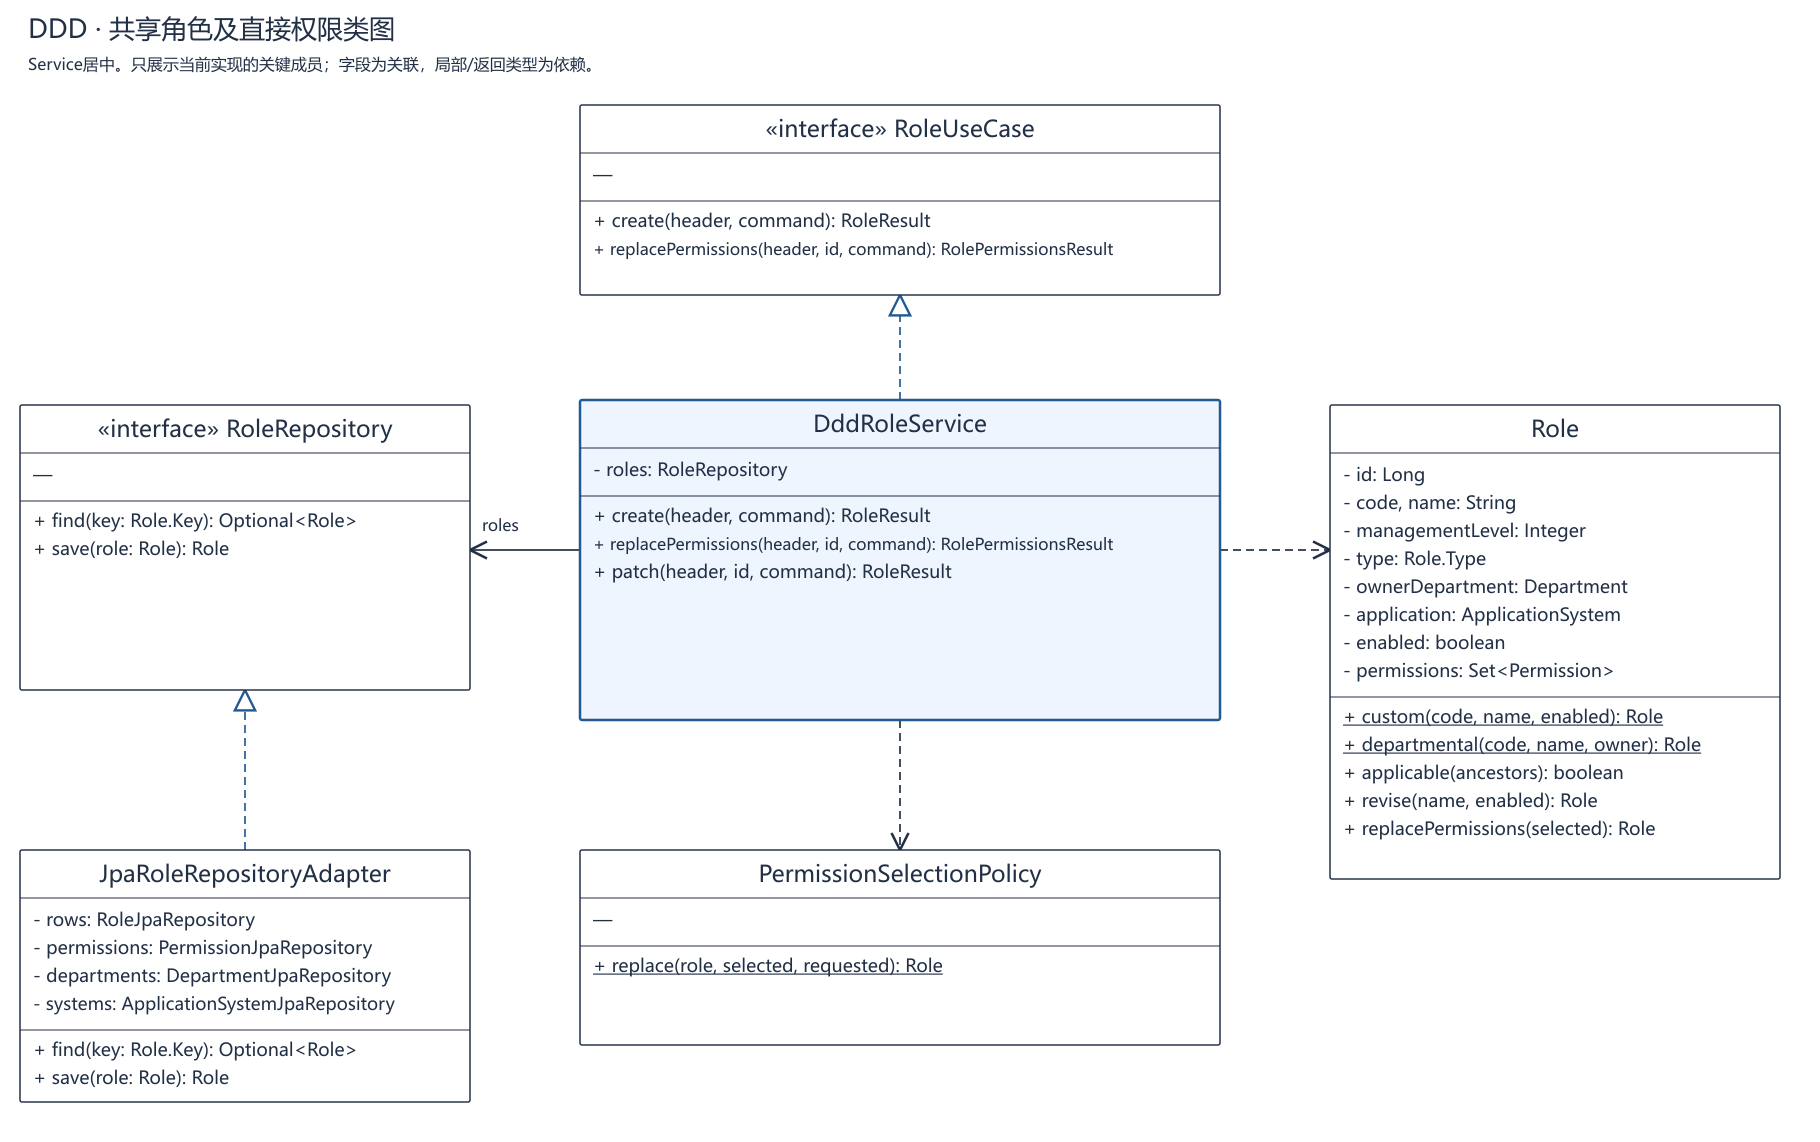 DDD · 共享角色及直接权限类图
Service居中。只展示当前实现的关键成员；字段为关联，局部/返回类型为依赖。
«interface» RoleUseCase
—
+ create(header, command): RoleResult
+ replacePermissions(header, id, command): RolePermissionsResult
«interface» RoleRepository
—
+ find(key: Role.Key): Optional<Role>
+ save(role: Role): Role
roles
DddRoleService
- roles: RoleRepository
+ create(header, command): RoleResult
+ replacePermissions(header, id, command): RolePermissionsResult
+ patch(header, id, command): RoleResult
Role
- id: Long
- code, name: String
- managementLevel: Integer
- type: Role.Type
- ownerDepartment: Department
- application: ApplicationSystem
- enabled: boolean
- permissions: Set<Permission>
+ custom(code, name, enabled): Role
+ departmental(code, name, owner): Role
+ applicable(ancestors): boolean
+ revise(name, enabled): Role
+ replacePermissions(selected): Role
JpaRoleRepositoryAdapter
- rows: RoleJpaRepository
- permissions: PermissionJpaRepository
- departments: DepartmentJpaRepository
- systems: ApplicationSystemJpaRepository
+ find(key: Role.Key): Optional<Role>
+ save(role: Role): Role
PermissionSelectionPolicy
—
+ replace(role, selected, requested): Role